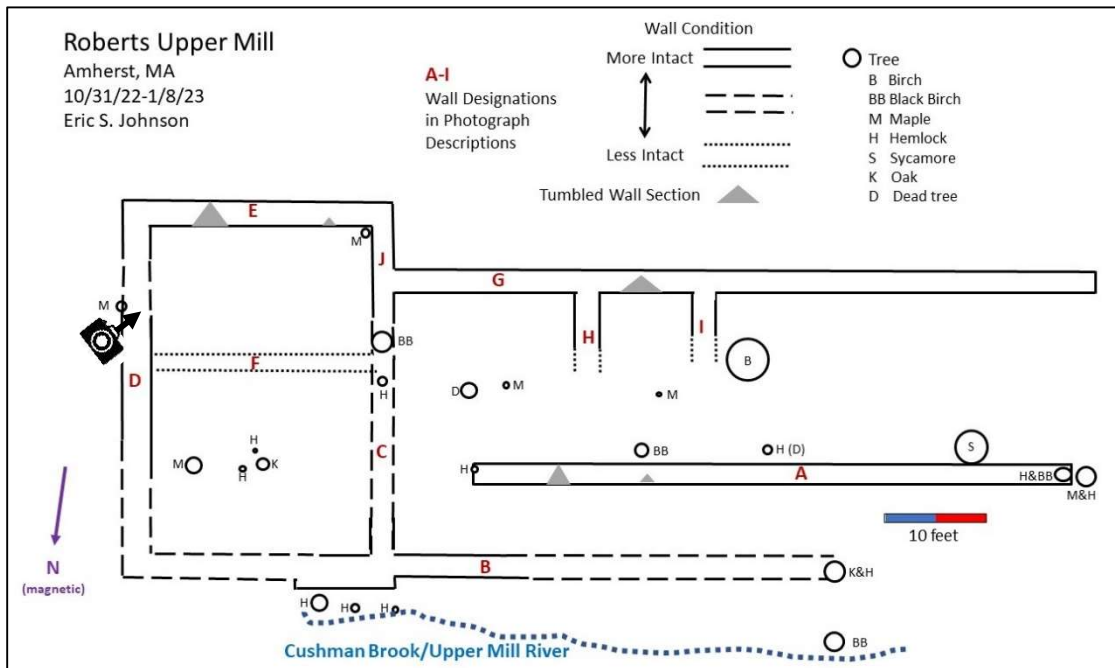 Roberts Upper Mill
Amherst, MA
10/31/22-1/8/23
Eric S. Johnson
A-I
Wall Designations
in Photograph
Descriptions
Wall Condition
More Intact
Less Intact
Tumbled Wall Section
Tree
B Birch
BB Black Birch
M Maple
H Hemlock
S Sycamore
K Oak
D Dead tree
E
M
J
G
M
H
I
BB
B
F
D
H
D
M
M
C
H
M
H
K
BB
H (D)
S
H
A
H&BB
M&H
10 feet
N
(magnetic)
B
K&H
H
H
H
Cushman Brook/Upper Mill River
BB